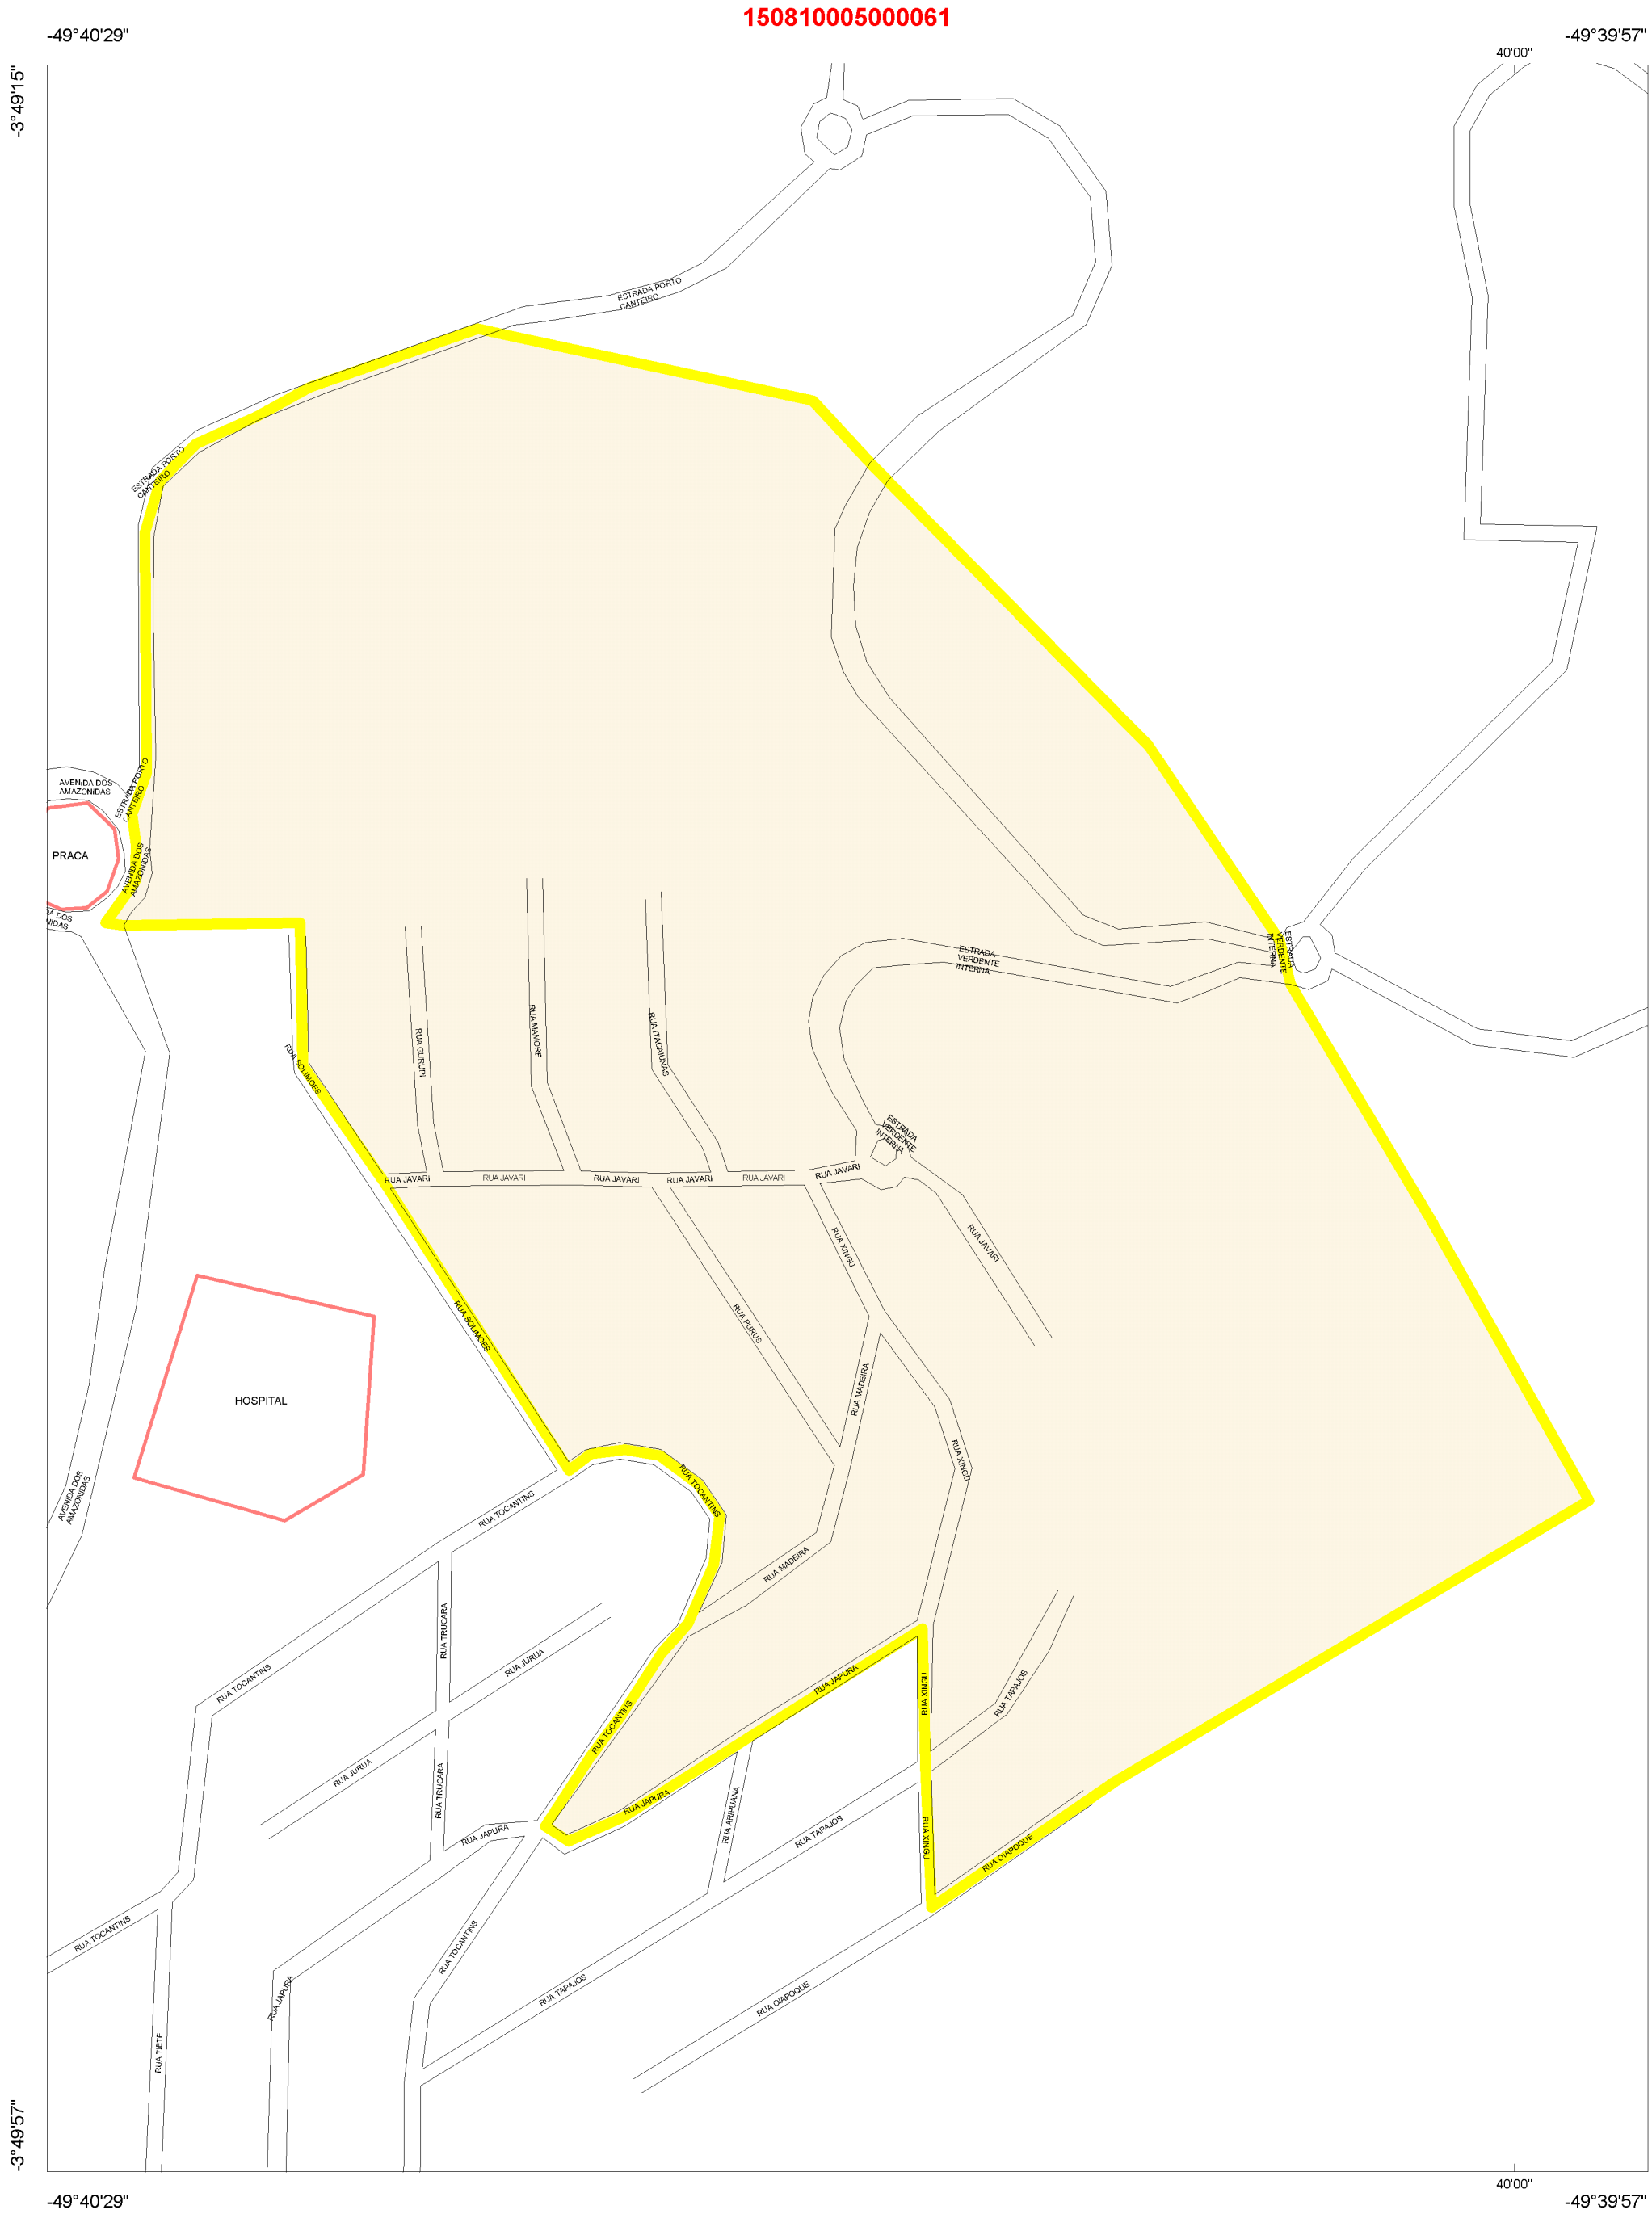 150810005000061
-49°40'29"
-49°39'57"
40'00"
-3°49'15"
ESTRADA PORTO
CANTEIRO
ESTRADA PORTO
CANTEIRO
ESTRADA PORTO
CANTEIRO
AVENIDA DOS
AMAZONIDAS
PRACA
AVENIDA DOS
AMAZONIDAS
DA DOS
NIDAS
ESTRADA
VERDENTE
INTERNA
ESTRADA
VERDENTE
INTERNA
RUA GURUPI
RUA MAMORE
RUA ITACAIUNAS
RUA SOLIMOES
ESTRADA
VERDENTE
INTERNA
RUA JAVARI
RUA JAVARI
RUA JAVARI
RUA JAVARI
RUA JAVARI
RUA JAVARI
RUA XINGU
RUA JAVARI
RUA SOLIMOES
RUA PURUS
RUA MADEIRA
HOSPITAL
RUA XINGU
AVENIDA DOS
AMAZONIDAS
RUA TOCANTINS
RUA TOCANTINS
RUA MADEIRA
RUA TRUCARA
RUA JURUA
RUA TOCANTINS
RUA JAPURA
RUA XINGU
RUA TAPAJOS
RUA TOCANTINS
RUA JURUA
RUA TRUCARA
RUA JAPURA
RUA ARIPUANA
RUA JAPURA
RUA TAPAJOS
RUA XINGU
RUA OIAPOQUE
RUA TOCANTINS
RUA TOCANTINS
RUA JAPURA
RUA TAPAJOS
RUA OIAPOQUE
RUA TIETE
-3°49'57"
40'00"
-49°40'29"
-49°39'57"